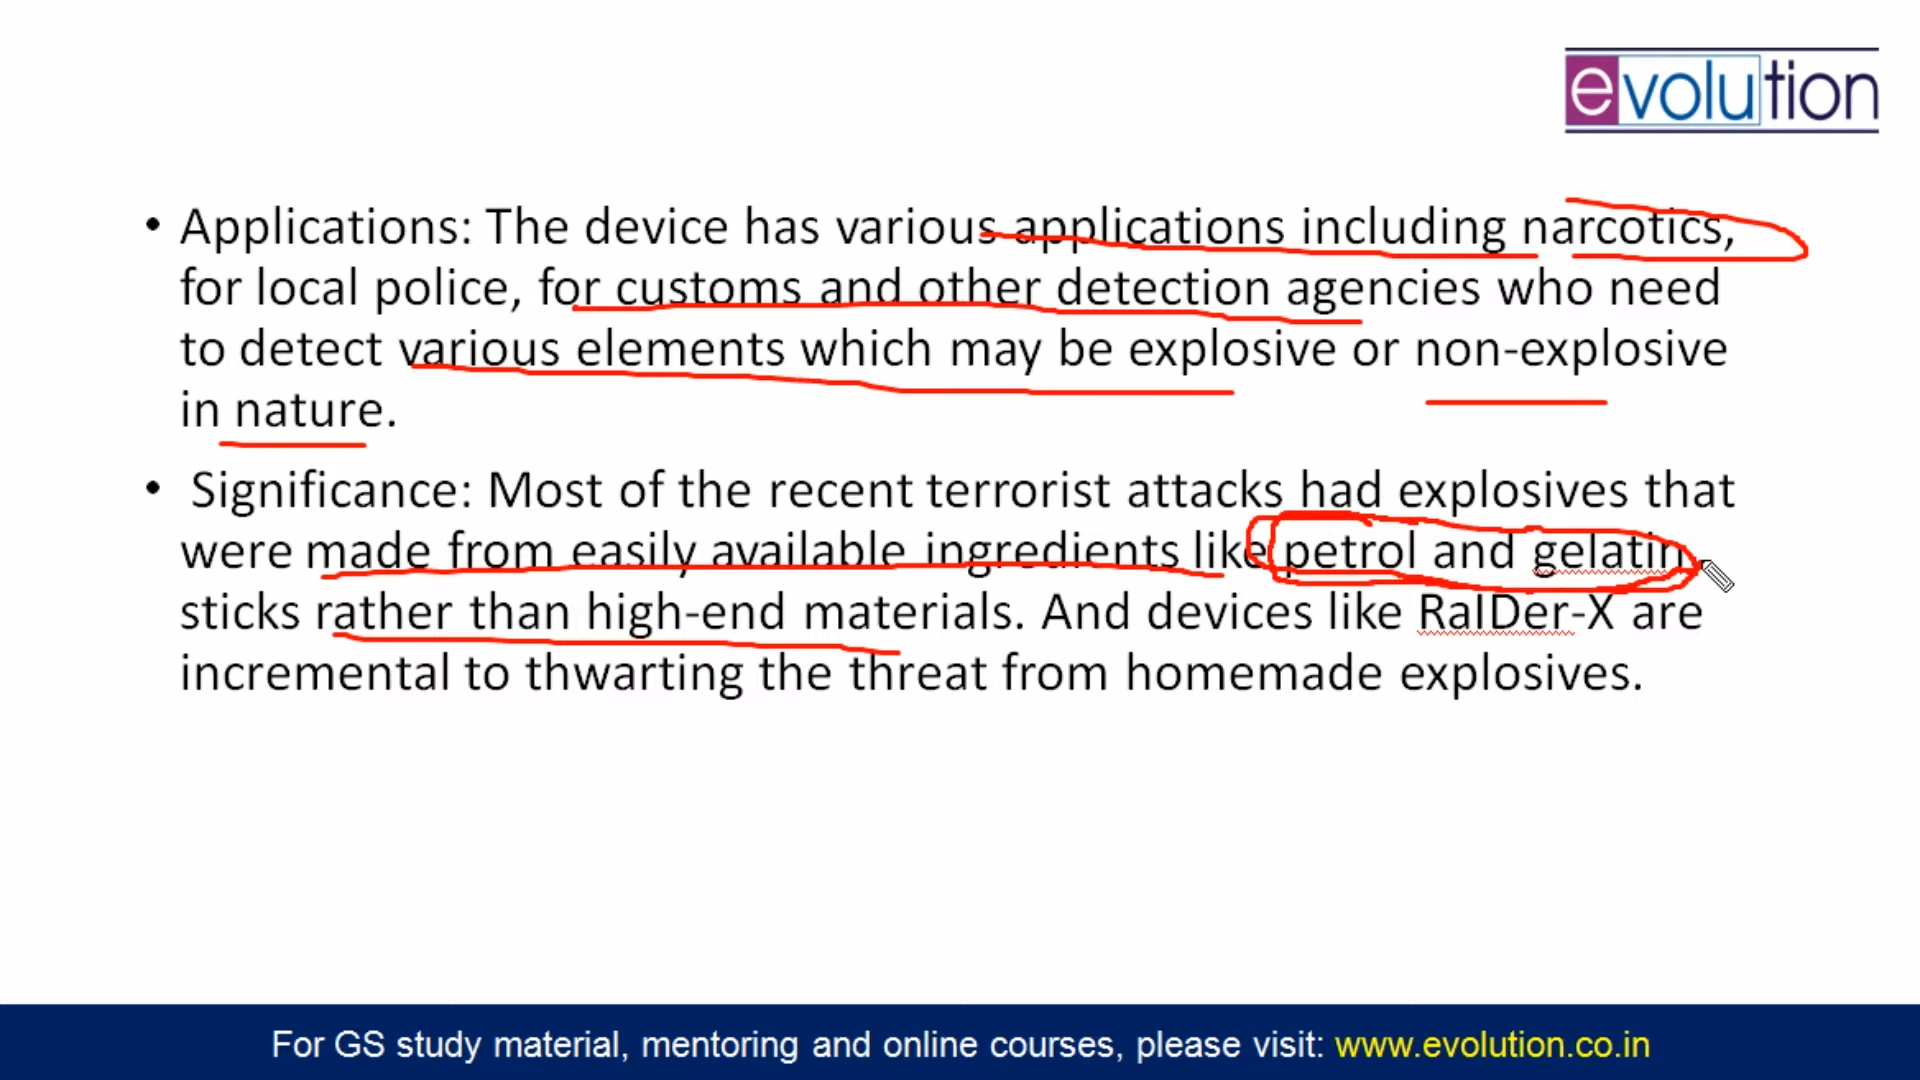 evolution
• Applications: The device has various applications including narcotics,
for local police, for customs and other detection agencies who need
to detect various elements which may be explosive or non-explosive
in nature.
• Significance: Most of the recent terrorist attacks had explosives that
were made from easily available ingredients like petrol and gelatin
sticks rather than high-end materials. And devices like RaIDer-X are
incremental to thwarting the threat from homemade explosives.
For GS study material, mentoring and online courses, please visit: www.evolution.co.in